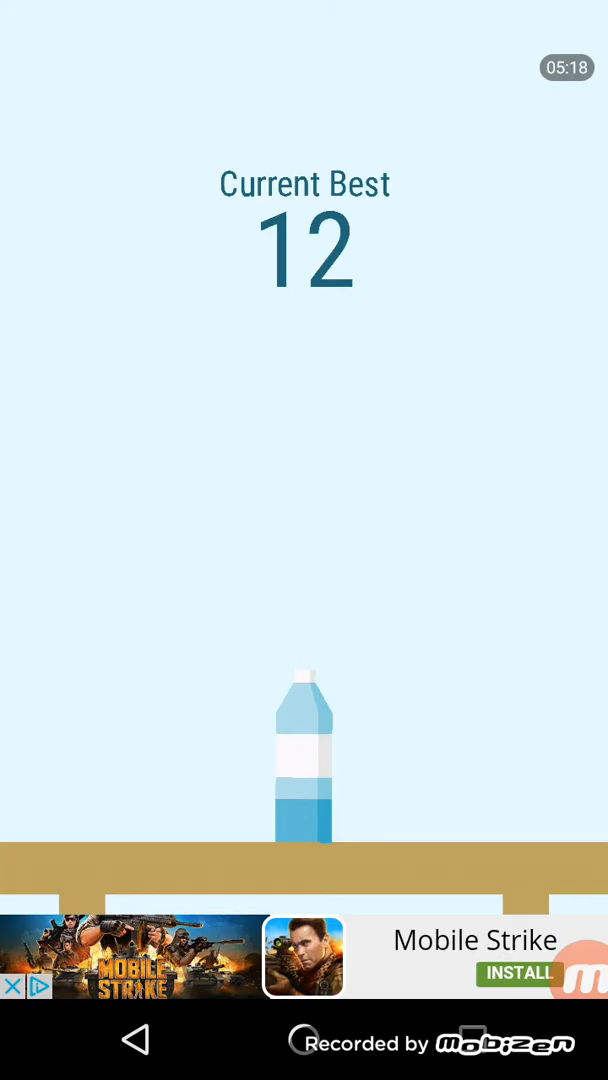 05:18
Current Best
12
Mobile Strike
MOBILE
STRIKE
INSTALL
m
Recorded by mobizen